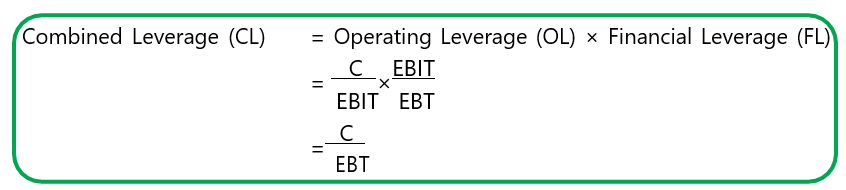 Combined Leverage (CL) = Operating Leverage (OL) × Financial Leverage (FL)
= C/EBIT × EBIT/EBT
= C/EBT